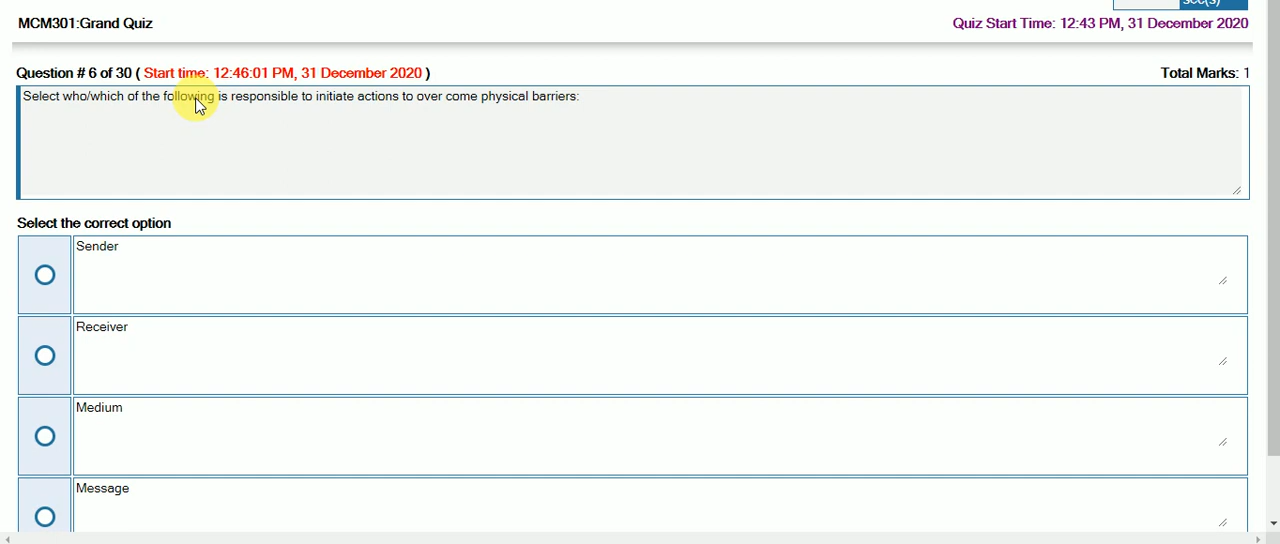 sec(s)
MCM301:Grand Quiz
Quiz Start Time: 12:43 PM, 31 December 2020
Question # 6 of 30 ( Start time: 12:46:01 PM, 31 December 2020 )
Total Marks: 1
Select who/which of the following is responsible to initiate actions to over come physical barriers:
Select the correct option
Sender
Receiver
Medium
Message